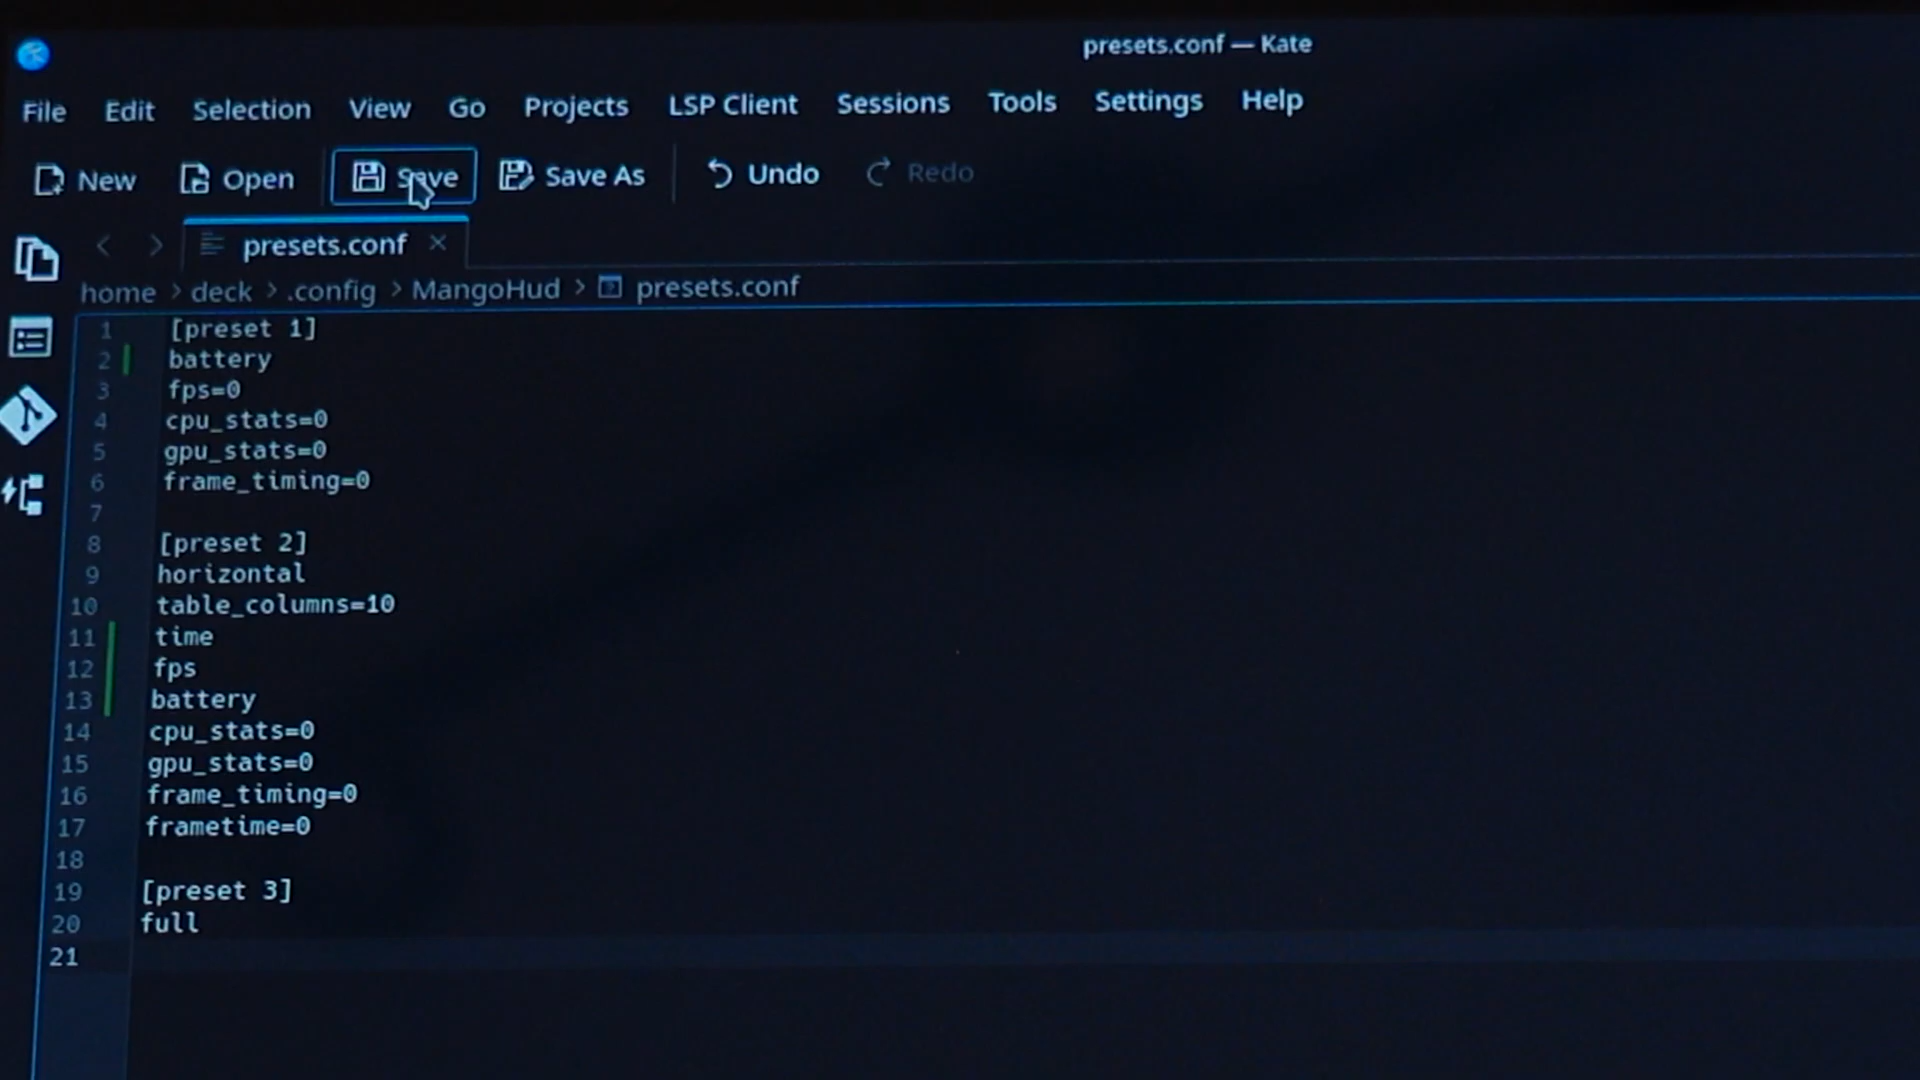 presets.conf — Kate
File Edit Selection View Go Projects LSP Client Sessions Tools Settings Help
New Open Save Save As Undo Redo
presets.conf
home > deck > .config > MangoHud > presets.conf
1 [preset 1]
2 battery
3 fps=0
4 cpu_stats=0
5 gpu_stats=0
6 frame_timing=0
7
8 [preset 2]
9 horizontal
10 table_columns=10
11 time
12 fps
13 battery
14 cpu_stats=0
15 gpu_stats=0
16 frame_timing=0
17 frametime=0
18
19 [preset 3]
20 full
21